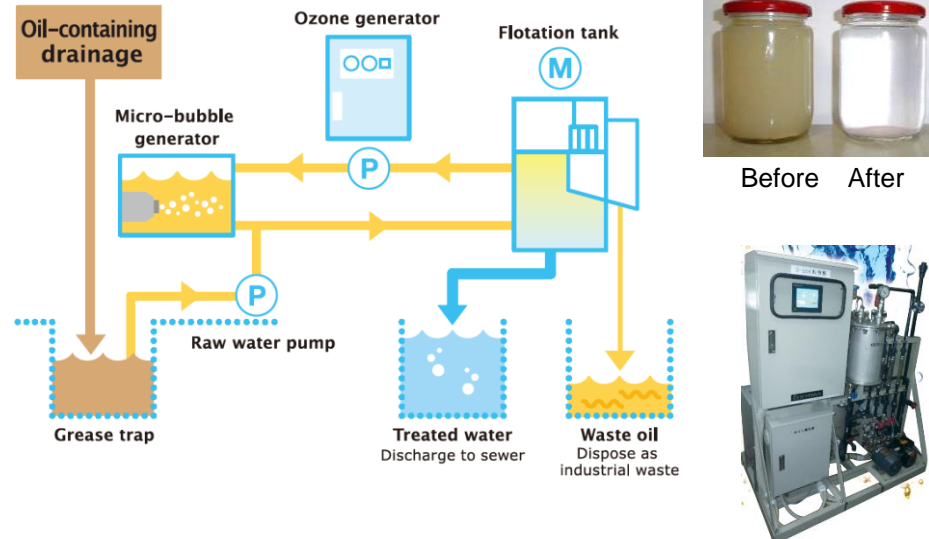 Oil-containing
drainage
Ozone generator
Flotation tank
M
Micro-bubble
generator
P
P
Raw water pump
Grease trap
Treated water
Discharge to sewer
Waste oil
Dispose as
industrial waste
Before
After